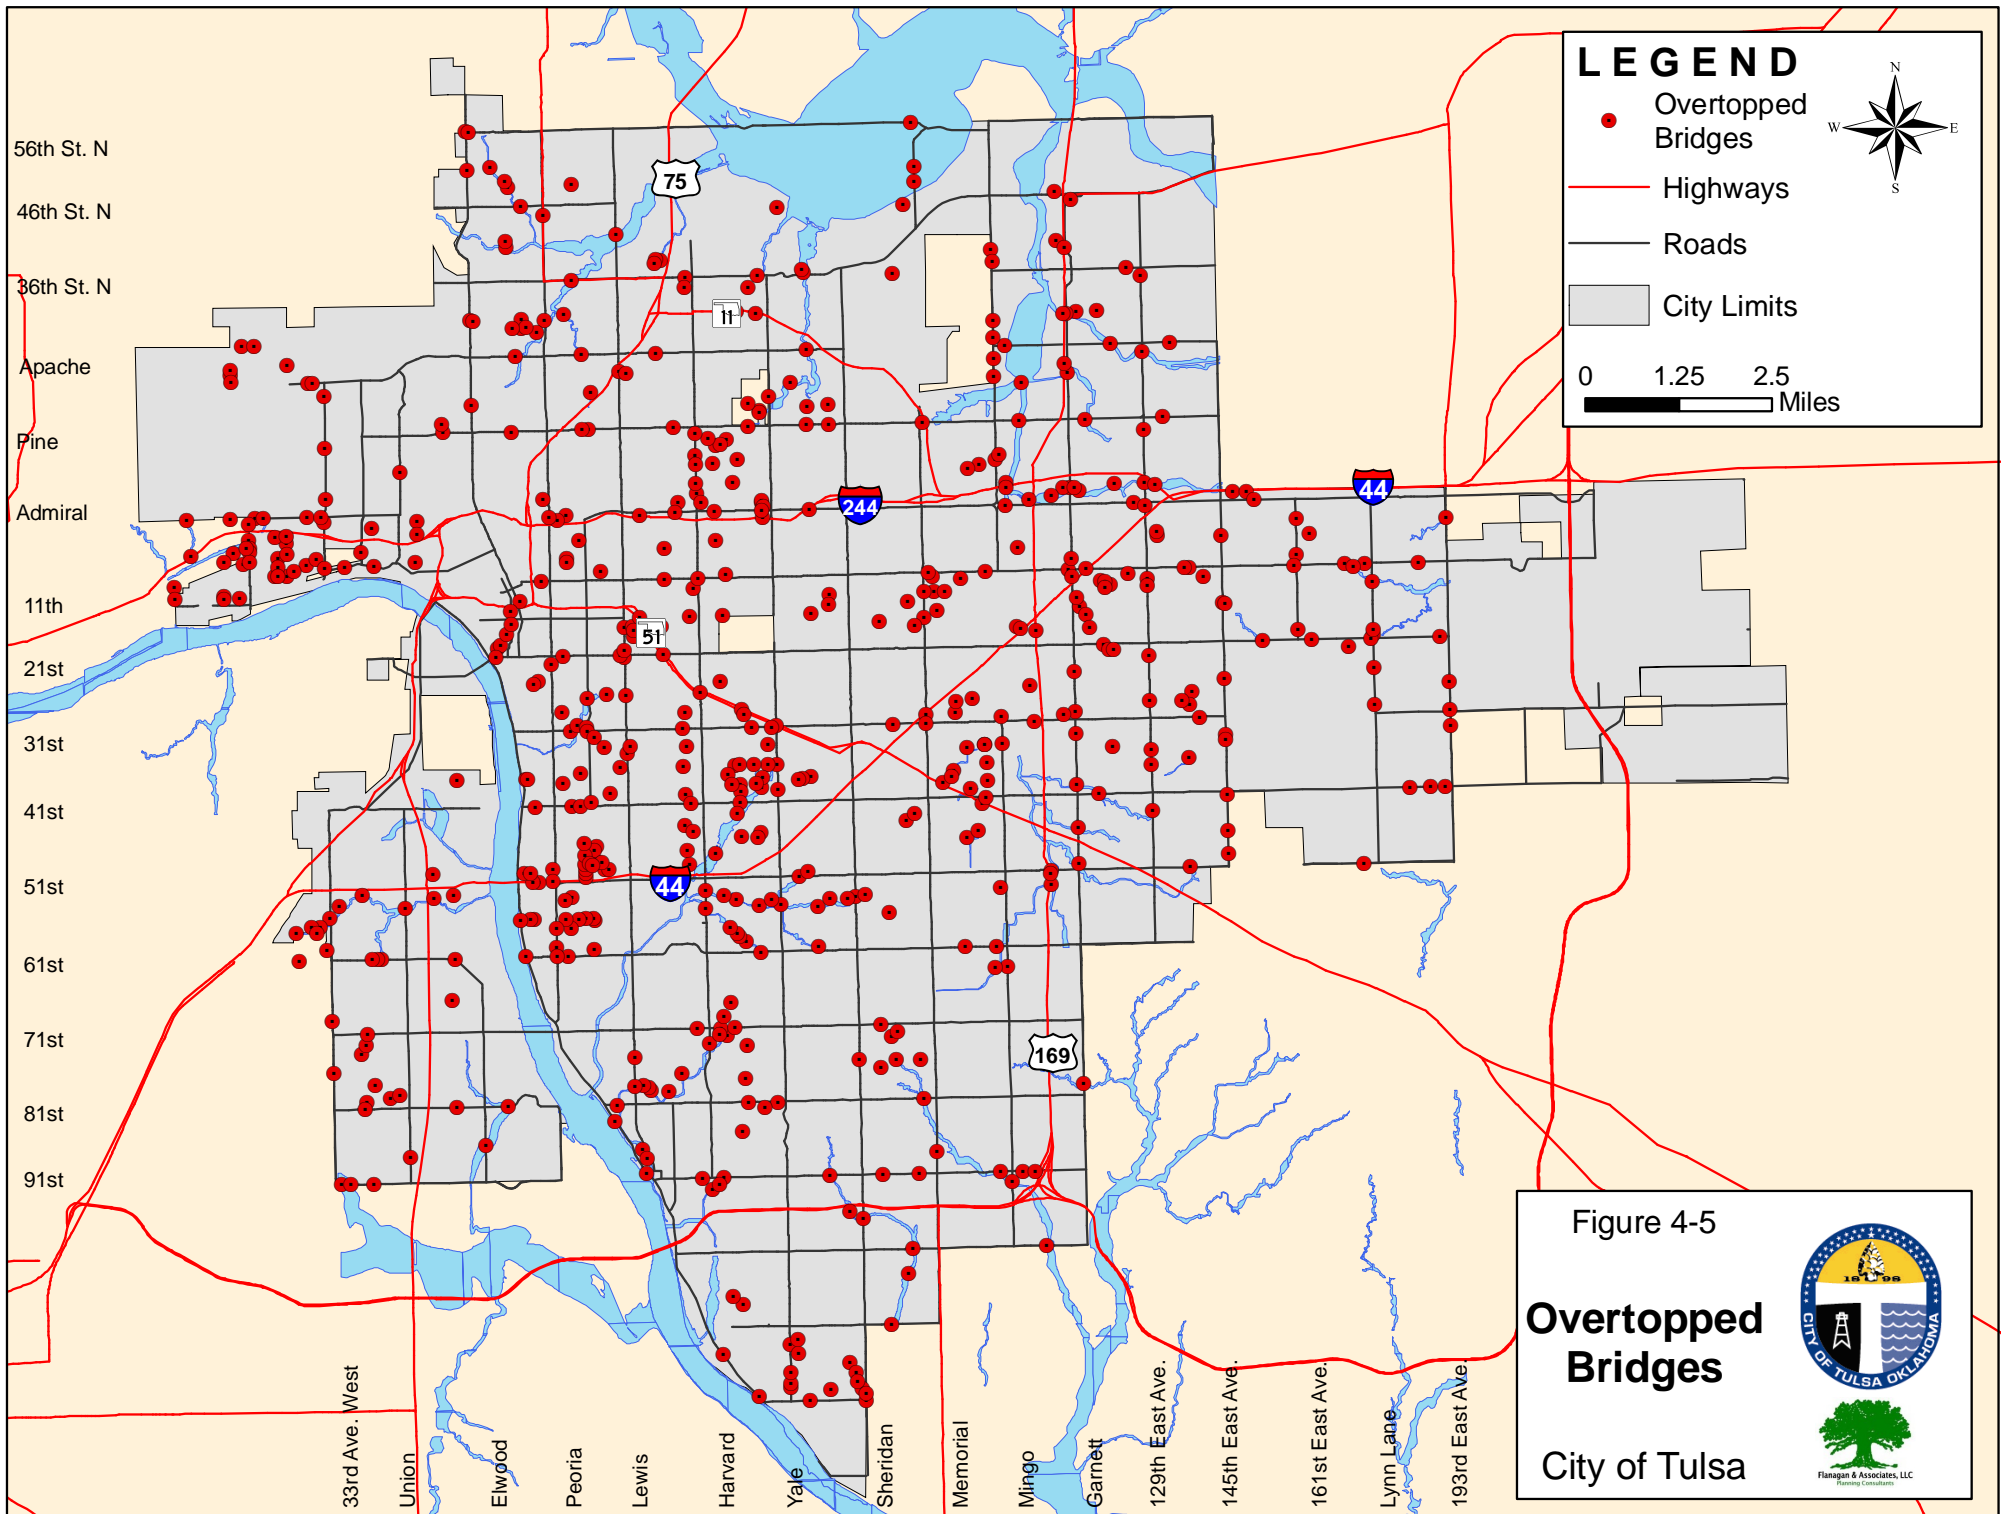 LEGEND
Overtopped
Bridges
Highways
Roads
City Limits
0 1.25 2.5
Miles
N
W E
S
56th St. N
46th St. N
36th St. N
Apache
Pine
Admiral
11th
21st
31st
41st
51st
61st
71st
81st
91st
75
11
244
44
51
44
169
33rd Ave. West
Union
Elwood
Peoria
Lewis
Harvard
Yale
Sheridan
Memorial
Mingo
Garnett
129th East Ave.
145th East Ave.
161st East Ave.
Lynn Lane
193rd East Ave.
Figure 4-5
Overtopped
Bridges
City of Tulsa
1898
CITY OF TULSA OKLAHOMA
Flanagan & Associates, LLC
Planning Consultants